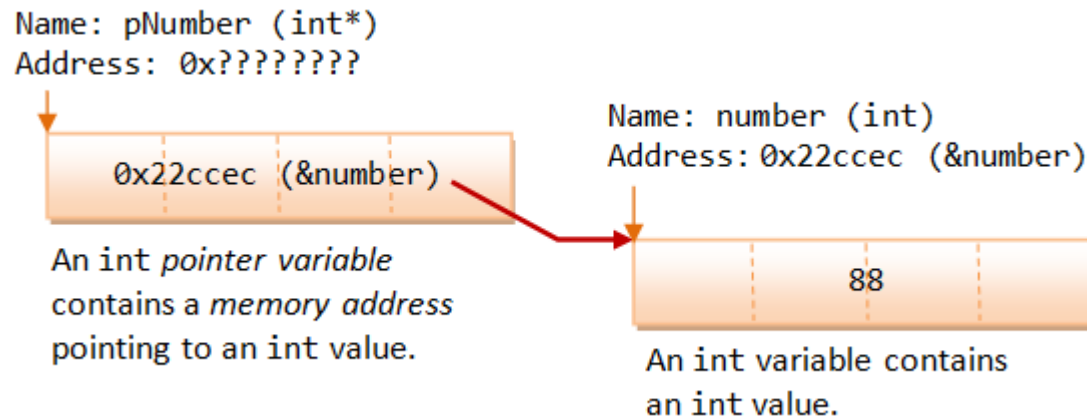 Name: pNumber (int*)
Address: 0x????????
0x22ccec (&number)
An int pointer variable
contains a memory address
pointing to an int value.
Name: number (int)
Address: 0x22ccec (&number)
88
An int variable contains
an int value.